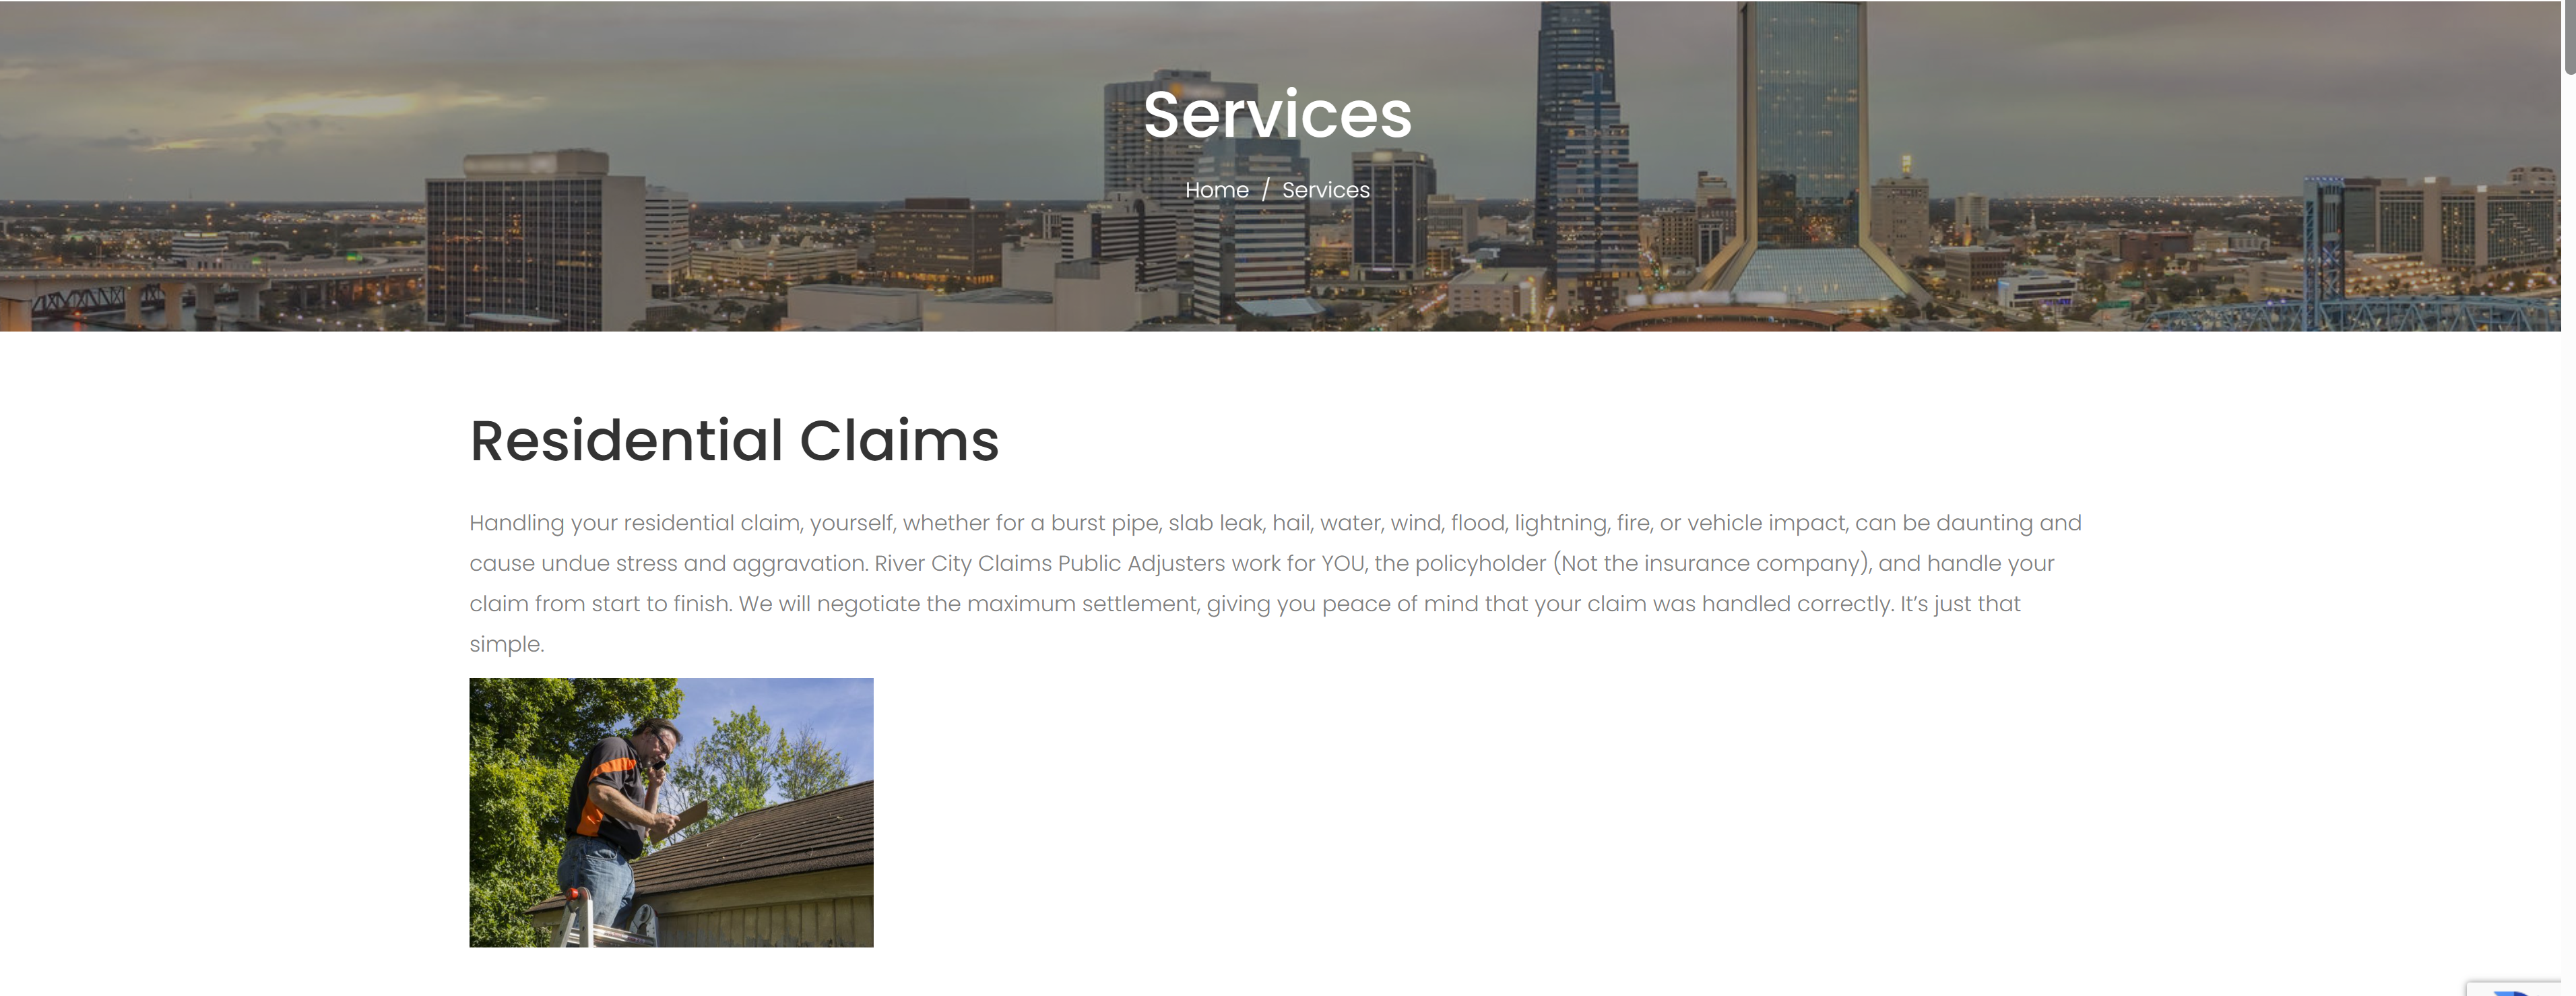 Services
Home / Services
Residential Claims
Handling your residential claim, yourself, whether for a burst pipe, slab leak, hail, water, wind, flood, lightning, fire, or vehicle impact, can be daunting and
cause undue stress and aggravation. River City Claims Public Adjusters work for YOU, the policyholder (Not the insurance company), and handle your
claim from start to finish. We will negotiate the maximum settlement, giving you peace of mind that your claim was handled correctly. It’s just that
simple.